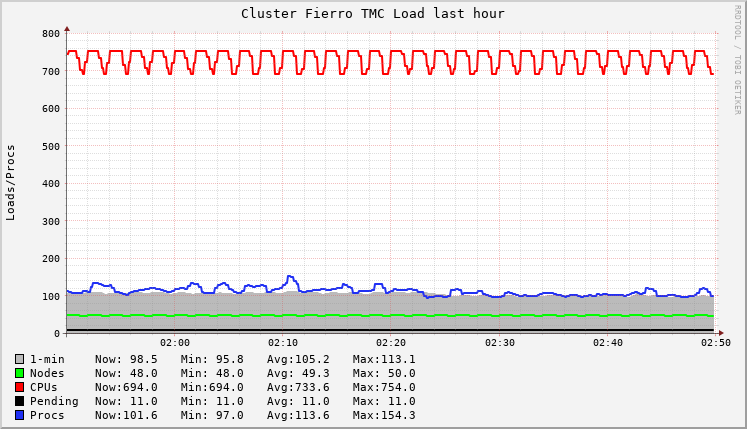 Cluster Fierro TMC Load last hour
RRDTOOL / TOBI OETIKER
Loads/Procs
800
700
600
500
400
300
200
100
0
02:00 02:10 02:20 02:30 02:40 02:50
1-min Now: 98.5 Min: 95.8 Avg:105.2 Max:113.1
Nodes Now: 48.0 Min: 48.0 Avg: 49.3 Max: 50.0
CPUs Now:694.0 Min:694.0 Avg:733.6 Max:754.0
Pending Now: 11.0 Min: 11.0 Avg: 11.0 Max: 11.0
Procs Now:101.6 Min: 97.0 Avg:113.6 Max:154.3